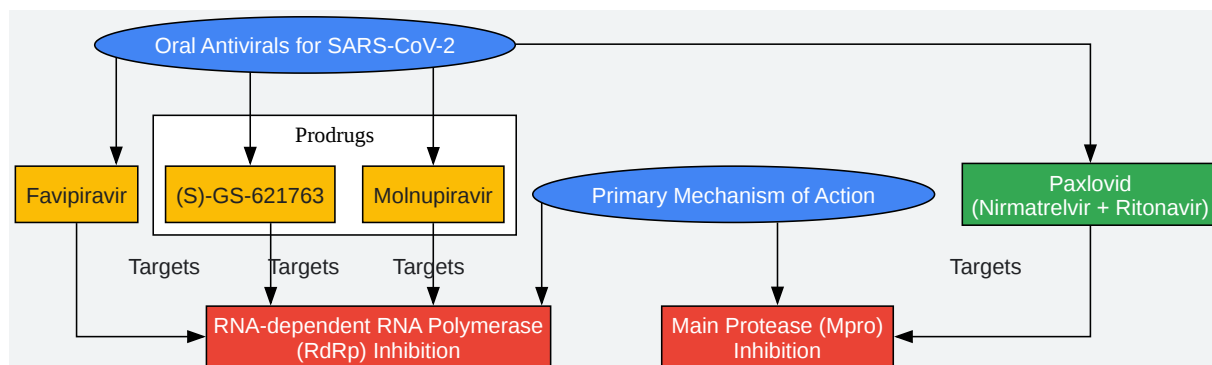 Oral Antivirals for SARS-CoV-2
Prodrugs
Favipiravir
(S)-GS-621763
Molnupiravir
Primary Mechanism of Action
Paxlovid
(Nirmatrelvir + Ritonavir)
Targets
Targets
Targets
Targets
RNA-dependent RNA Polymerase
(RdRp) Inhibition
Main Protease (Mpro)
Inhibition